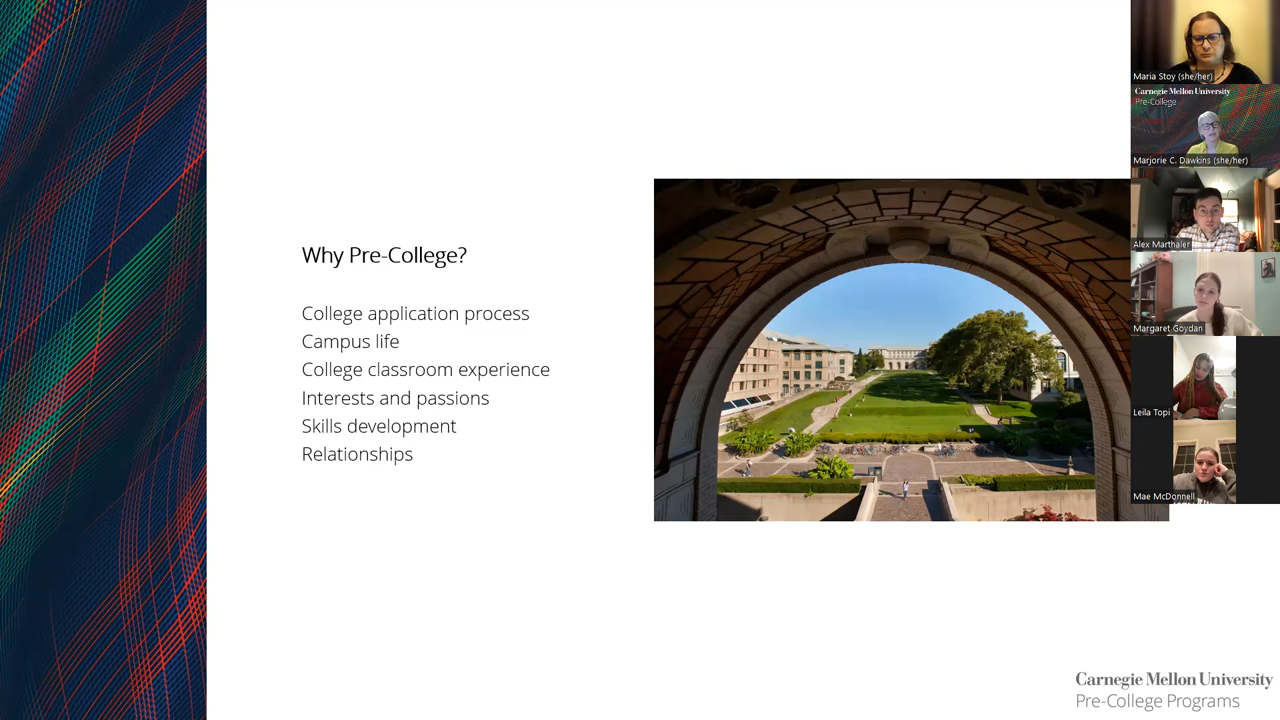 Why Pre-College?
College application process
Campus life
College classroom experience
Interests and passions
Skills development
Relationships
Maria Stoy (she/her)
Carnegie Mellon University
Pre-College
Marjorie C. Dawkins (she/her)
Alex Marthaler
Margaret Goydan
Leila Topi
Mae McDonnell
Carnegie Mellon University
Pre-College Programs